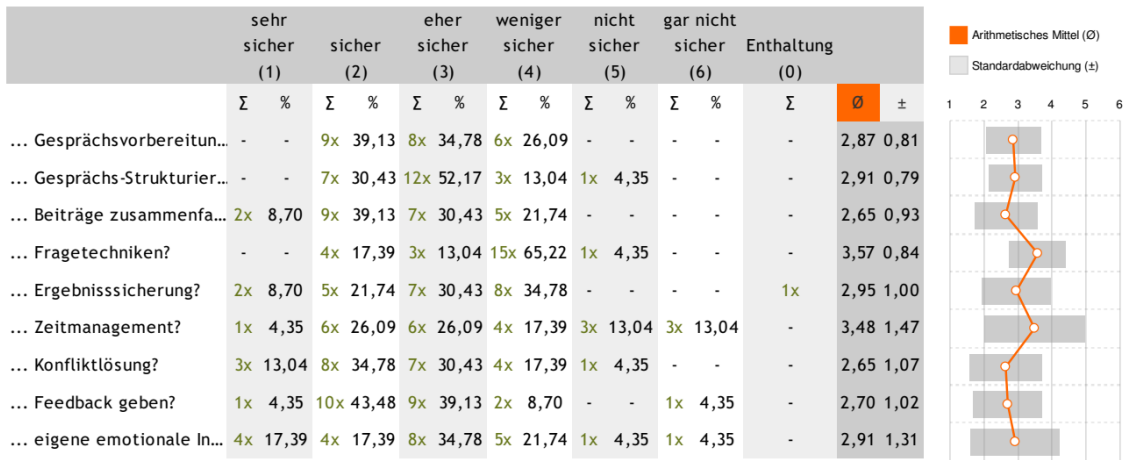 sehr eher weniger nicht gar nicht
sicher sicher sicher sicher sicher sicher Enthaltung
(1) (2) (3) (4) (5) (6) (0)
Σ % Σ % Σ % Σ % Σ % Σ % Σ Ø ±
... Gesprächsvorbereitun... - - 9x 39,13 8x 34,78 6x 26,09 - - - - - 2,87 0,81
... Gesprächs-Strukturier... - - 7x 30,43 12x 52,17 3x 13,04 1x 4,35 - - - 2,91 0,79
... Beiträge zusammenfa... 2x 8,70 9x 39,13 7x 30,43 5x 21,74 - - - - - 2,65 0,93
... Fragetechniken? - - 4x 17,39 3x 13,04 15x 65,22 1x 4,35 - - - 3,57 0,84
... Ergebnisssicherung? 2x 8,70 5x 21,74 7x 30,43 8x 34,78 - - - - 1x 2,95 1,00
... Zeitmanagement? 1x 4,35 6x 26,09 6x 26,09 4x 17,39 3x 13,04 3x 13,04 - 3,48 1,47
... Konfliktlösung? 3x 13,04 8x 34,78 7x 30,43 4x 17,39 1x 4,35 - - - 2,65 1,07
... Feedback geben? 1x 4,35 10x 43,48 9x 39,13 2x 8,70 - - 1x 4,35 - 2,70 1,02
... eigene emotionale In... 4x 17,39 4x 17,39 8x 34,78 5x 21,74 1x 4,35 1x 4,35 - 2,91 1,31
Arithmetisches Mittel (Ø)
Standardabweichung (±)
1 2 3 4 5 6